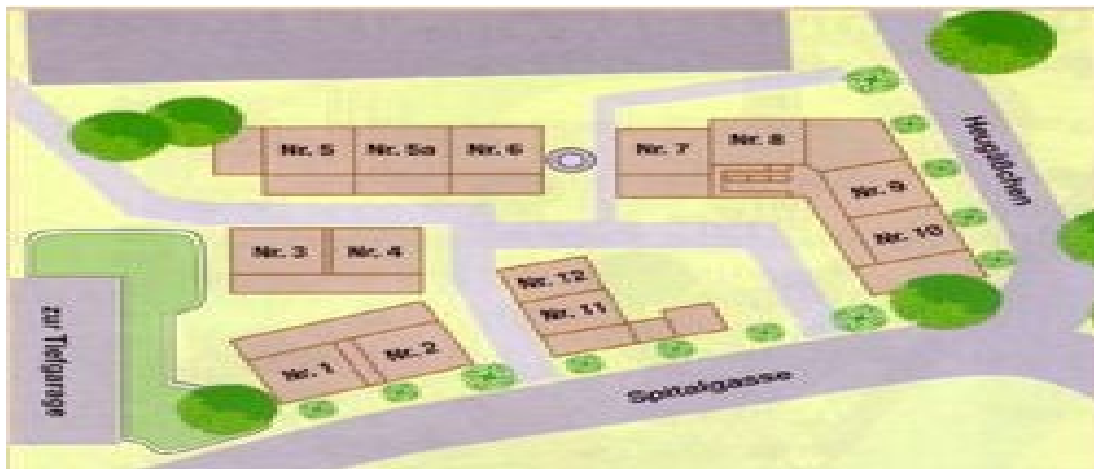 Nr. 5
Nr. 5a
Nr. 6
Nr. 7
Nr. 8
Nr. 9
Nr. 10
Nr. 3
Nr. 4
Nr. 12
Nr. 11
Nr. 1
Nr. 2
zur Tiefgarage
Spitalgasse